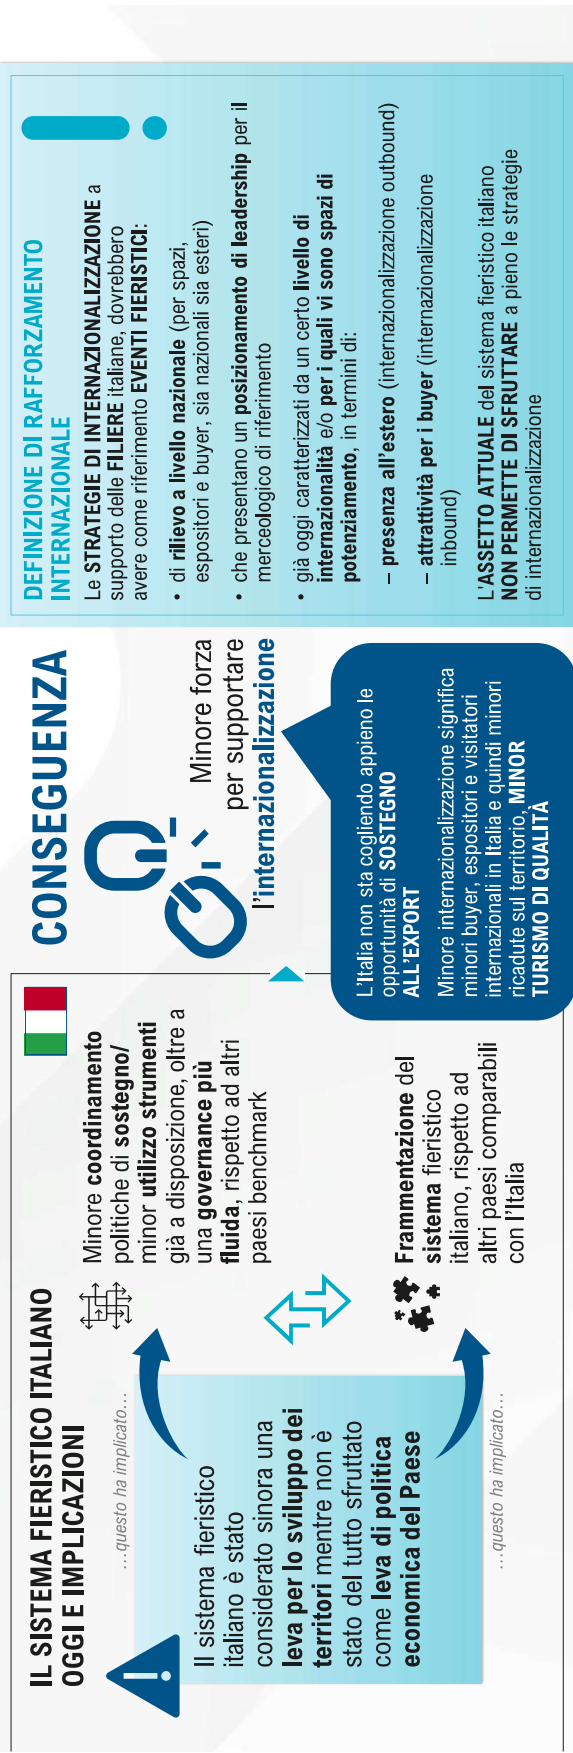 IL SISTEMA FIERISTICO ITALIANO
OGGI E IMPLICAZIONI
…questo ha implicato…
Il sistema fieristico
italiano è stato
considerato sinora una
leva per lo sviluppo dei
territori mentre non è
stato del tutto sfruttato
come leva di politica
economica del Paese
…questo ha implicato…
Minore coordinamento
politiche di sostegno/
minor utilizzo strumenti
già a disposizione, oltre a
una governance più
fluida, rispetto ad altri
paesi benchmark
Frammentazione del
sistema fieristico
italiano, rispetto ad
altri paesi comparabili
con l'Italia
CONSEGUENZA
Minore forza
per supportare
l'internazionalizzazione
L'Italia non sta cogliendo appieno le
opportunità di SOSTEGNO
ALL'EXPORT
Minore internazionalizzazione significa
minori buyer, espositori e visitatori
internazionali in Italia e quindi minori
ricadute sul territorio, MINOR
TURISMO DI QUALITÀ
DEFINIZIONE DI RAFFORZAMENTO
INTERNAZIONALE
Le STRATEGIE DI INTERNAZIONALIZZAZIONE a
supporto delle FILIERE italiane, dovrebbero
avere come riferimento EVENTI FIERISTICI:
• di rilievo a livello nazionale (per spazi,
espositori e buyer, sia nazionali sia esteri)
• che presentano un posizionamento di leadership per il
merceologico di riferimento
• già oggi caratterizzati da un certo livello di
internazionalità e/o per i quali vi sono spazi di
potenziamento, in termini di:
– presenza all'estero (internazionalizzazione outbound)
– attrattività per i buyer (internazionalizzazione
inbound)
L'ASSETTO ATTUALE del sistema fieristico italiano
NON PERMETTE DI SFRUTTARE a pieno le strategie
di internazionalizzazione